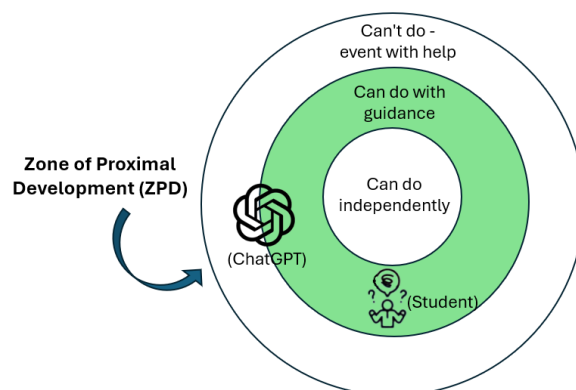 Can't do -
event with help
Can do with
guidance
Zone of Proximal
Development (ZPD)
Can do
independently
(ChatGPT)
(Student)